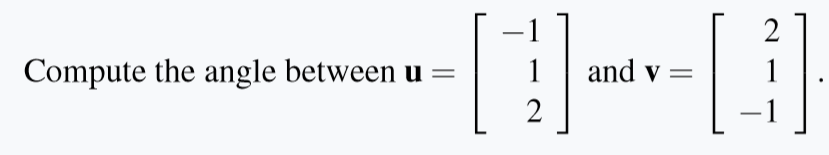 Compute the angle between u = [ −1 1 2 ] and v = [ 2 1 −1 ].